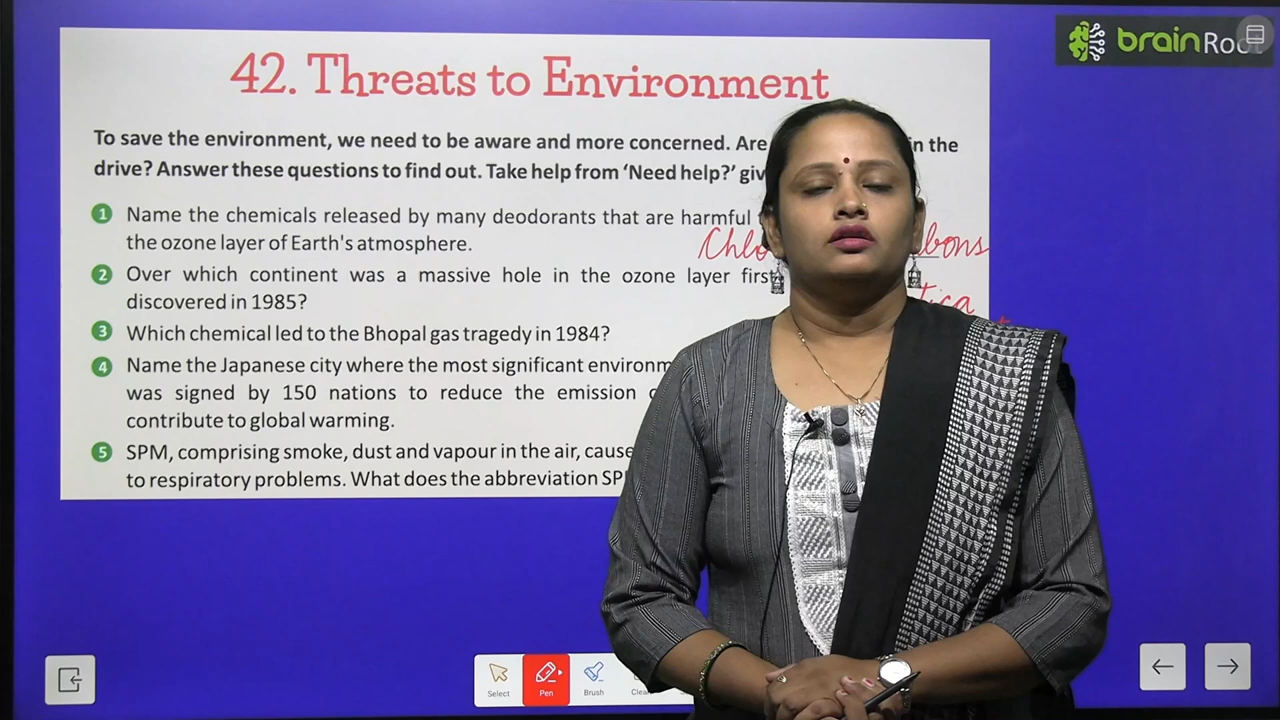 brainRoot
42. Threats to Environment
To save the environment, we need to be aware and more concerned. Are in the
drive? Answer these questions to find out. Take help from ‘Need help?’
1 Name the chemicals released by many deodorants that are harmful
the ozone layer of Earth's atmosphere.
2 Over which continent was a massive hole in the ozone layer first
discovered in 1985?
3 Which chemical led to the Bhopal gas tragedy in 1984?
4 Name the Japanese city where the most significant
was signed by 150 nations to reduce the emission
contribute to global warming.
5 SPM, comprising smoke, dust and vapour in the air,
to respiratory problems. What does the abbreviation
Select Pen Brush